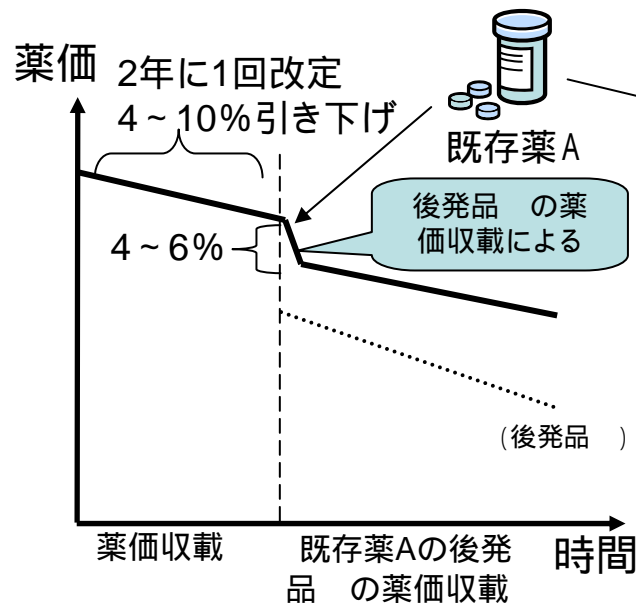 薬価
2年に1回改定
4~10%引き下げ
既存薬A
後発品 の薬
価収載による
4~6%
(後発品 )
薬価収載
既存薬Aの後発
品 の薬価収載
時間